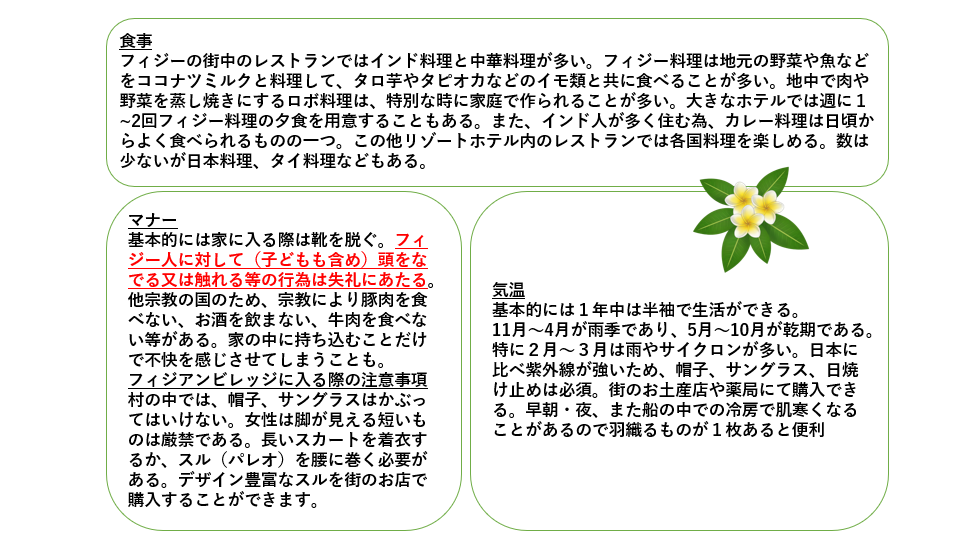 食事
フィジーの街中のレストランではインド料理と中華料理が多い。フィジー料理は地元の野菜や魚など
をココナツミルクと料理して、タロ芋やタピオカなどのイモ類と共に食べることが多い。地中で肉や
野菜を蒸し焼きにするロボ料理は、特別な時に家庭で作られることが多い。大きなホテルでは週に１
~2回フィジー料理の夕食を用意することもある。また、インド人が多く住む為、カレー料理は日頃か
らよく食べられるものの一つ。この他リゾートホテル内のレストランでは各国料理を楽しめる。数は
少ないが日本料理、タイ料理などもある。
マナー
基本的には家に入る際は靴を脱ぐ。フィ
ジー人に対して（子どもも含め）頭をな
でる又は触れる等の行為は失礼にあたる。
他宗教の国のため、宗教により豚肉を食
べない、お酒を飲まない、牛肉を食べな
い等がある。家の中に持ち込むことだけ
で不快を感じさせてしまうことも。
フィジアンビレッジに入る際の注意事項
村の中では、帽子、サングラスはかぶっ
てはいけない。女性は脚が見える短いも
のは厳禁である。長いスカートを着衣す
るか、スル（パレオ）を腰に巻く必要が
ある。デザイン豊富なスルを街のお店で
購入することができます。
気温
基本的には１年中は半袖で生活ができる。
11月～4月が雨季であり、5月～10月が乾期である。
特に２月～３月は雨やサイクロンが多い。日本に
比べ紫外線が強いため、帽子、サングラス、日焼
け止めは必須。街のお土産店や薬局にて購入でき
る。早朝・夜、また船の中での冷房で肌寒くなる
ことがあるので羽織るものが１枚あると便利